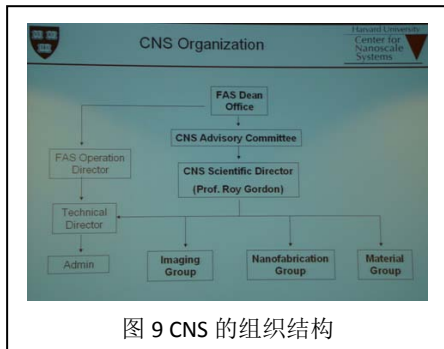 CNS Organization
Harvard University
Center for
Nanoscale
Systems
FAS Dean
Office
CNS Advisory Committee
FAS Operation
Director
CNS Scientific Director
(Prof. Roy Gordon)
Technical
Director
Admin
Imaging
Group
Nanofabrication
Group
Material
Group
图 9 CNS 的组织结构